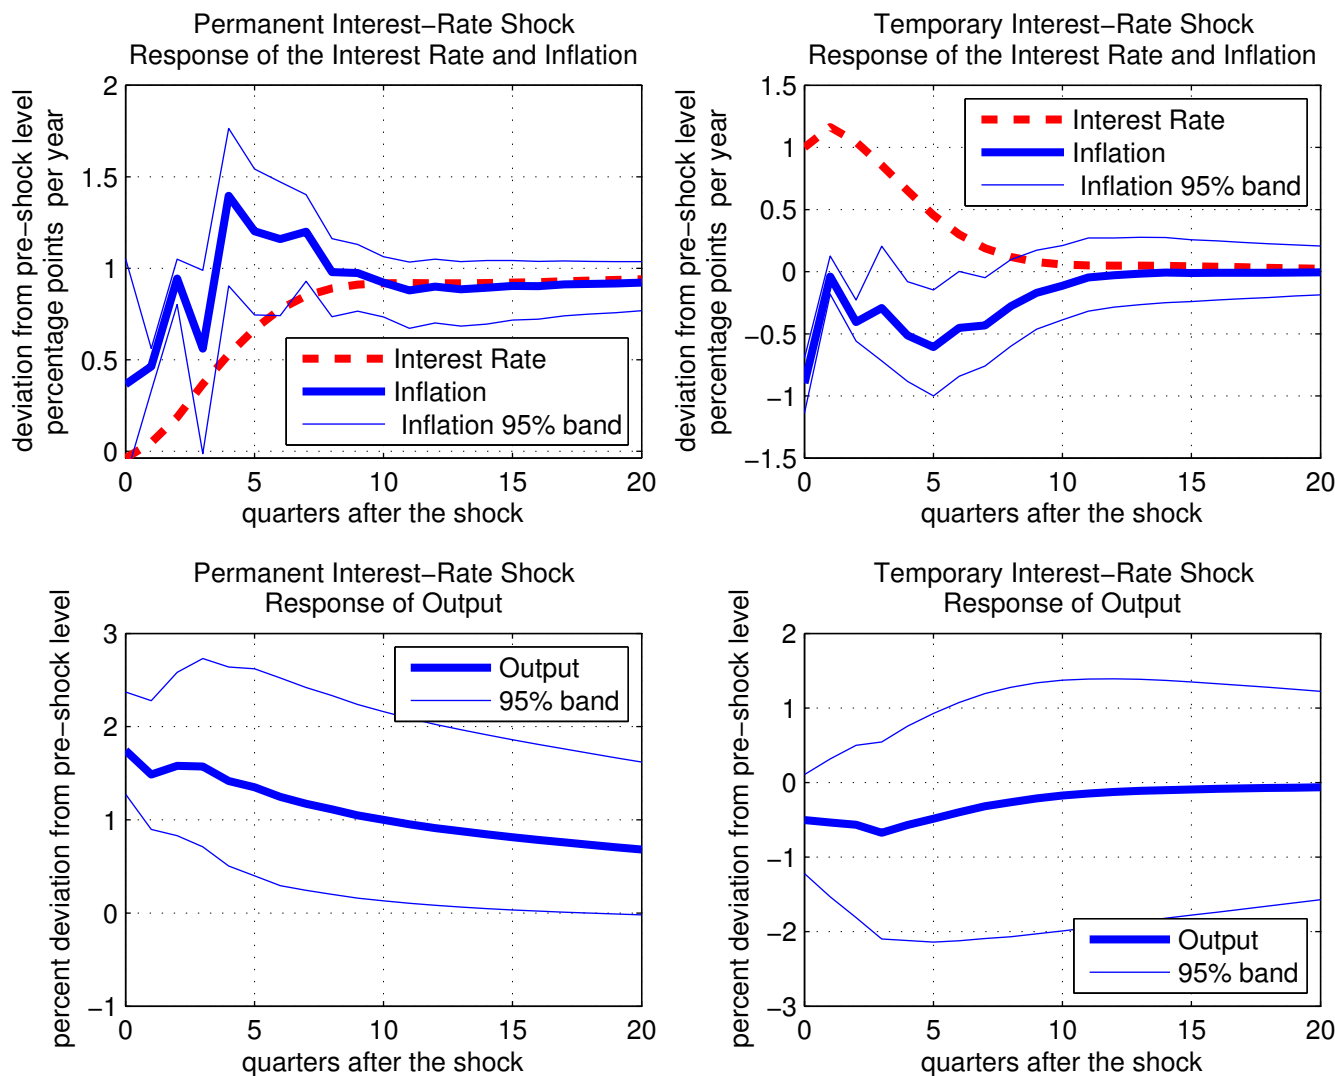 Permanent Interest−Rate Shock
Response of the Interest Rate and Inflation
deviation from pre−shock level
percentage points per year
2
1.5
1
0.5
0
Interest Rate
Inflation
Inflation 95% band
0 5 10 15 20
quarters after the shock
Temporary Interest−Rate Shock
Response of the Interest Rate and Inflation
deviation from pre−shock level
percentage points per year
1.5
1
0.5
0
−0.5
−1
−1.5
Interest Rate
Inflation
Inflation 95% band
0 5 10 15 20
quarters after the shock
Permanent Interest−Rate Shock
Response of Output
percent deviation from pre−shock level
3
2
1
0
−1
Output
95% band
0 5 10 15 20
quarters after the shock
Temporary Interest−Rate Shock
Response of Output
percent deviation from pre−shock level
2
1
0
−1
−2
−3
Output
95% band
0 5 10 15 20
quarters after the shock